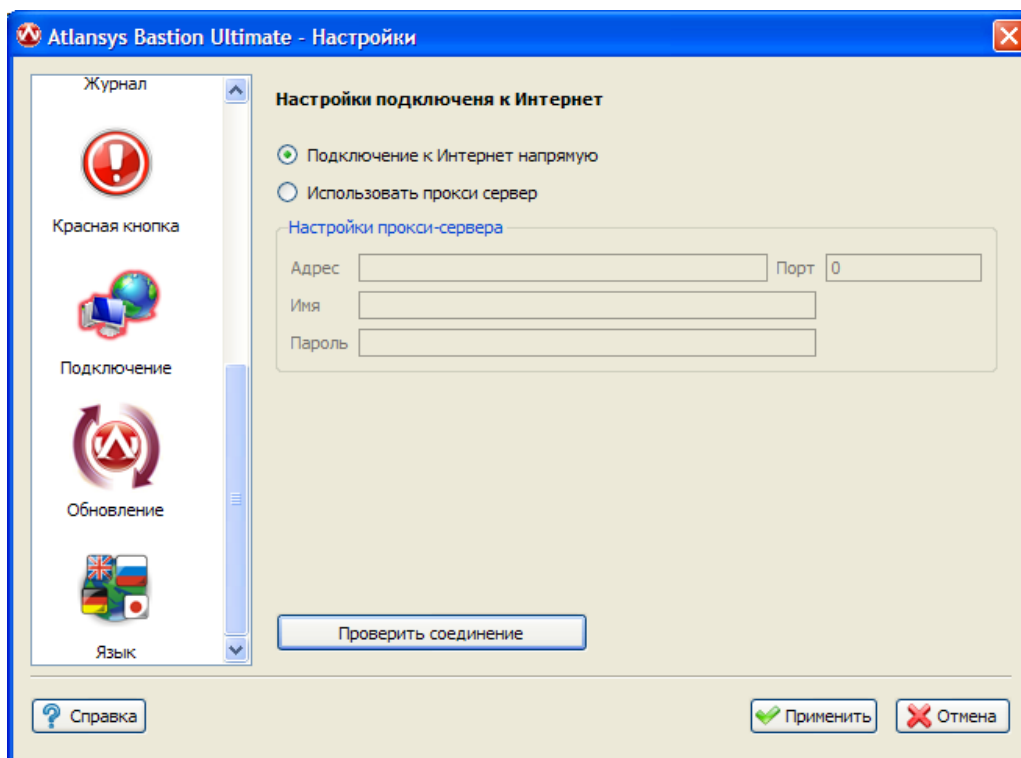 Atlansys Bastion Ultimate - Настройки
Журнал
Красная кнопка
Подключение
Обновление
Язык
Настройки подключеня к Интернет
Подключение к Интернет напрямую
Использовать прокси сервер
Настройки прокси-сервера
Адрес Порт 0
Имя
Пароль
Проверить соединение
Справка Применить Отмена